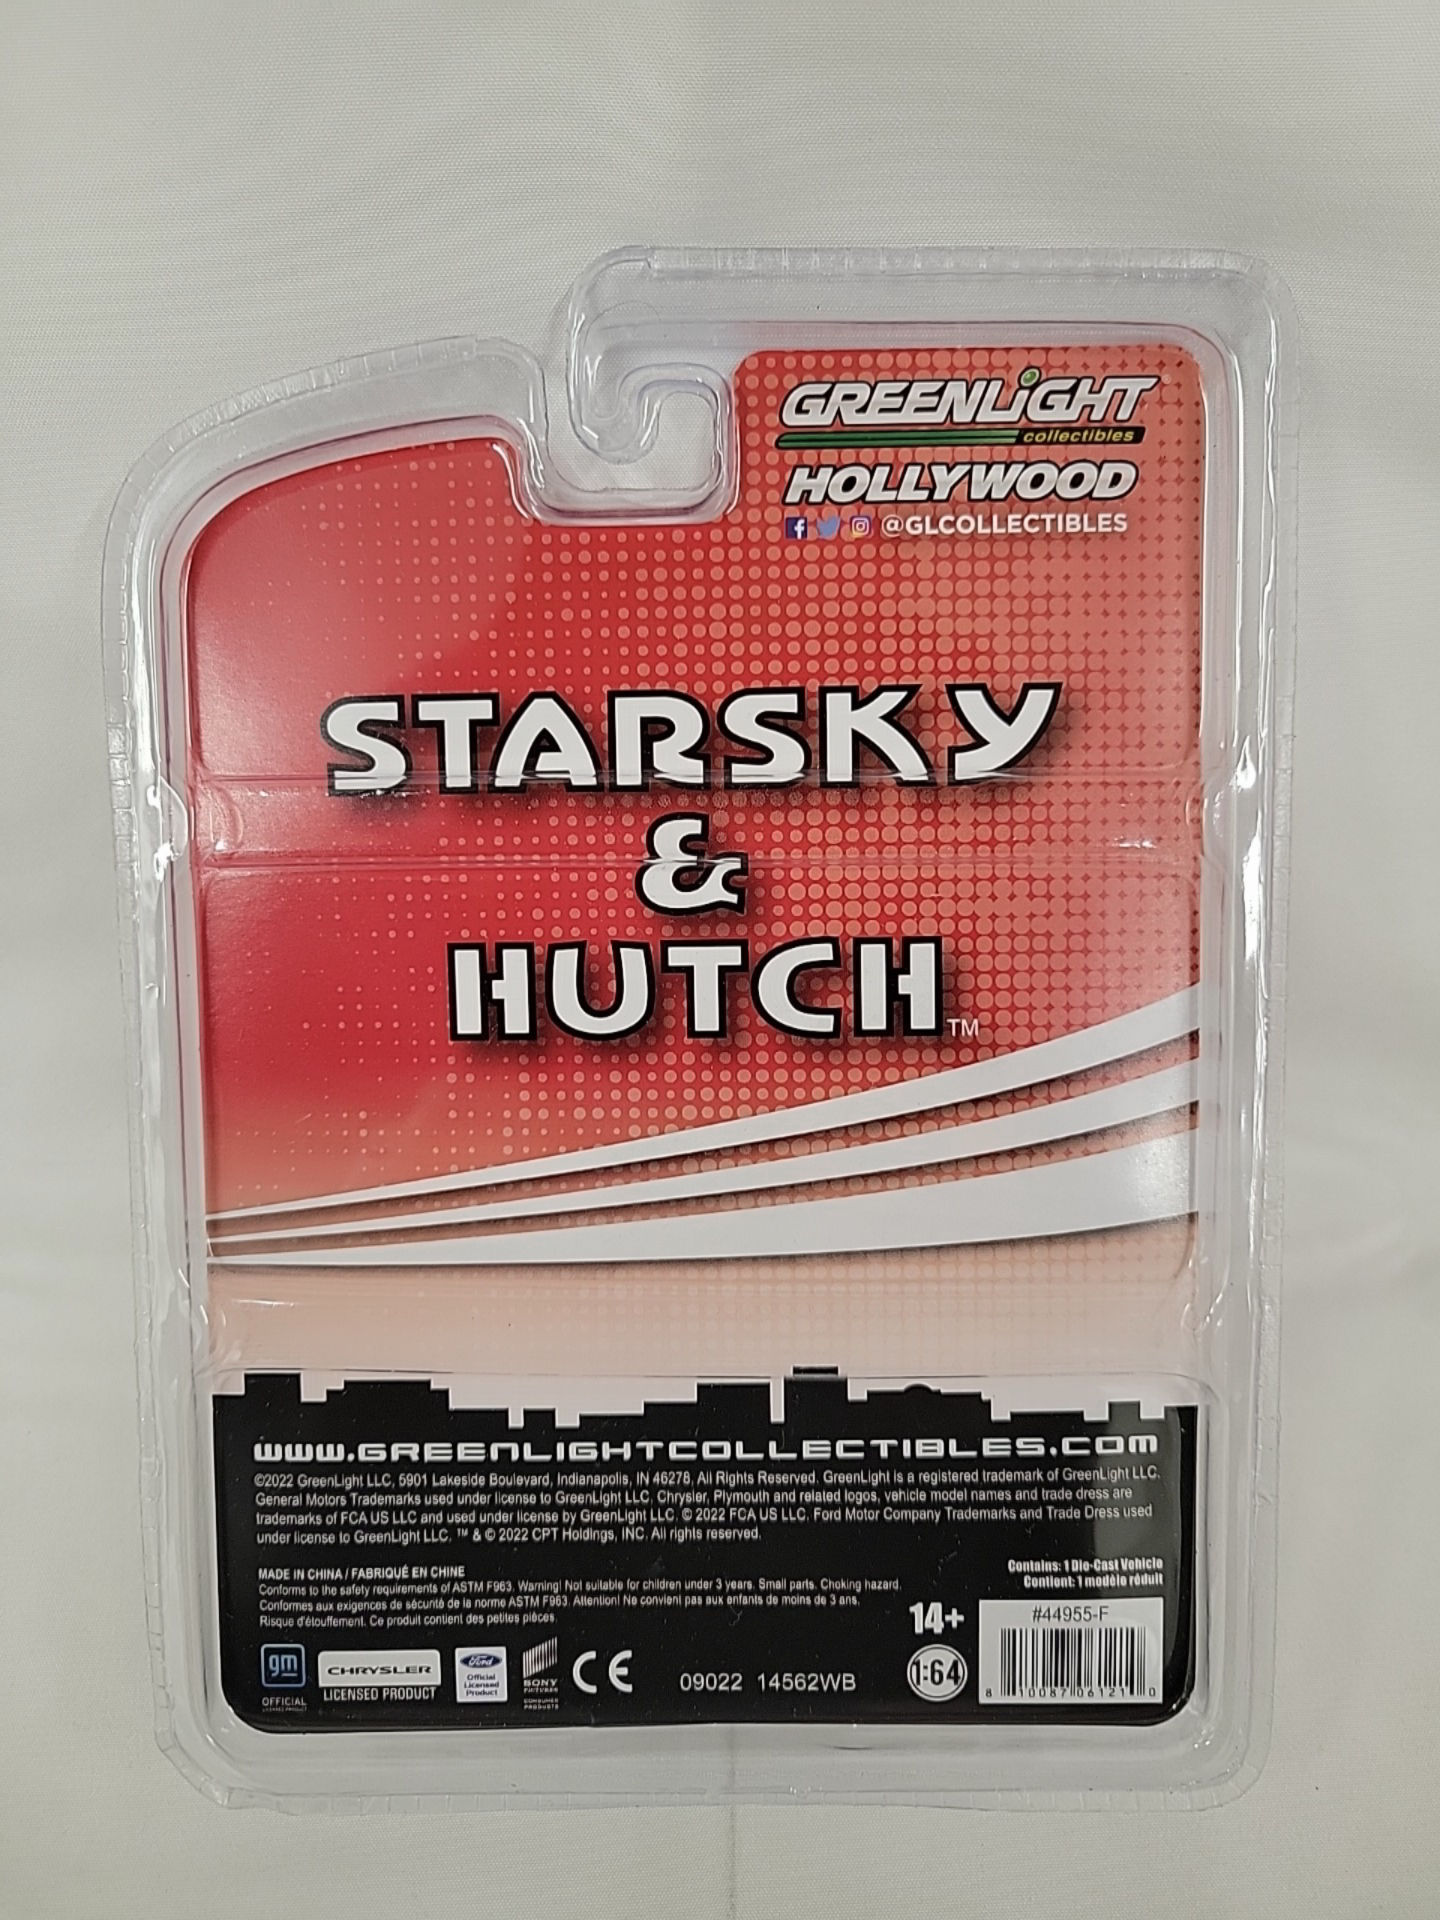 GREENLiGHT
collectibles
HOLLYWOOD
@GLCOLLECTIBLES
STARSKY
&
HUTCH™
www.GREENLIGHTCOLLECTIBLES.COM
©2022 GreenLight LLC, 5901 Lakeside Boulevard, Indianapolis, IN 46278, All Rights Reserved. GreenLight is a registered trademark of GreenLight LLC.
General Motors Trademarks used under license to GreenLight LLC. Chrysler, Plymouth and related logos, vehicle model names and trade dress are
trademarks of FCA US LLC and used under license by GreenLight LLC. © 2022 FCA US LLC. Ford Motor Company Trademarks and Trade Dress used
under license to GreenLight LLC. ™ & © 2022 CPT Holdings, INC. All rights reserved.
MADE IN CHINA / FABRIQUÉ EN CHINE
Conforms to the safety requirements of ASTM F963. Warning! Not suitable for children under 3 years. Small parts. Choking hazard.
Conformes aux exigences de sécurité de la norme ASTM F963. Attention! Ne convient pas aux enfants de moins de 3 ans.
Risque d'étouffement. Ce produit contient des petites pièces.
Contains: 1 Die-Cast Vehicle
Contient: 1 modèle réduit
14+
1:64
#44955-F
8 10087 06121 0
gm
OFFICIAL
LICENSED PRODUCT
CHRYSLER
LICENSED PRODUCT
Ford
Official
Licensed
Product
SONY
PICTURES
CONSUMER
PRODUCTS
CE
09022 14562WB